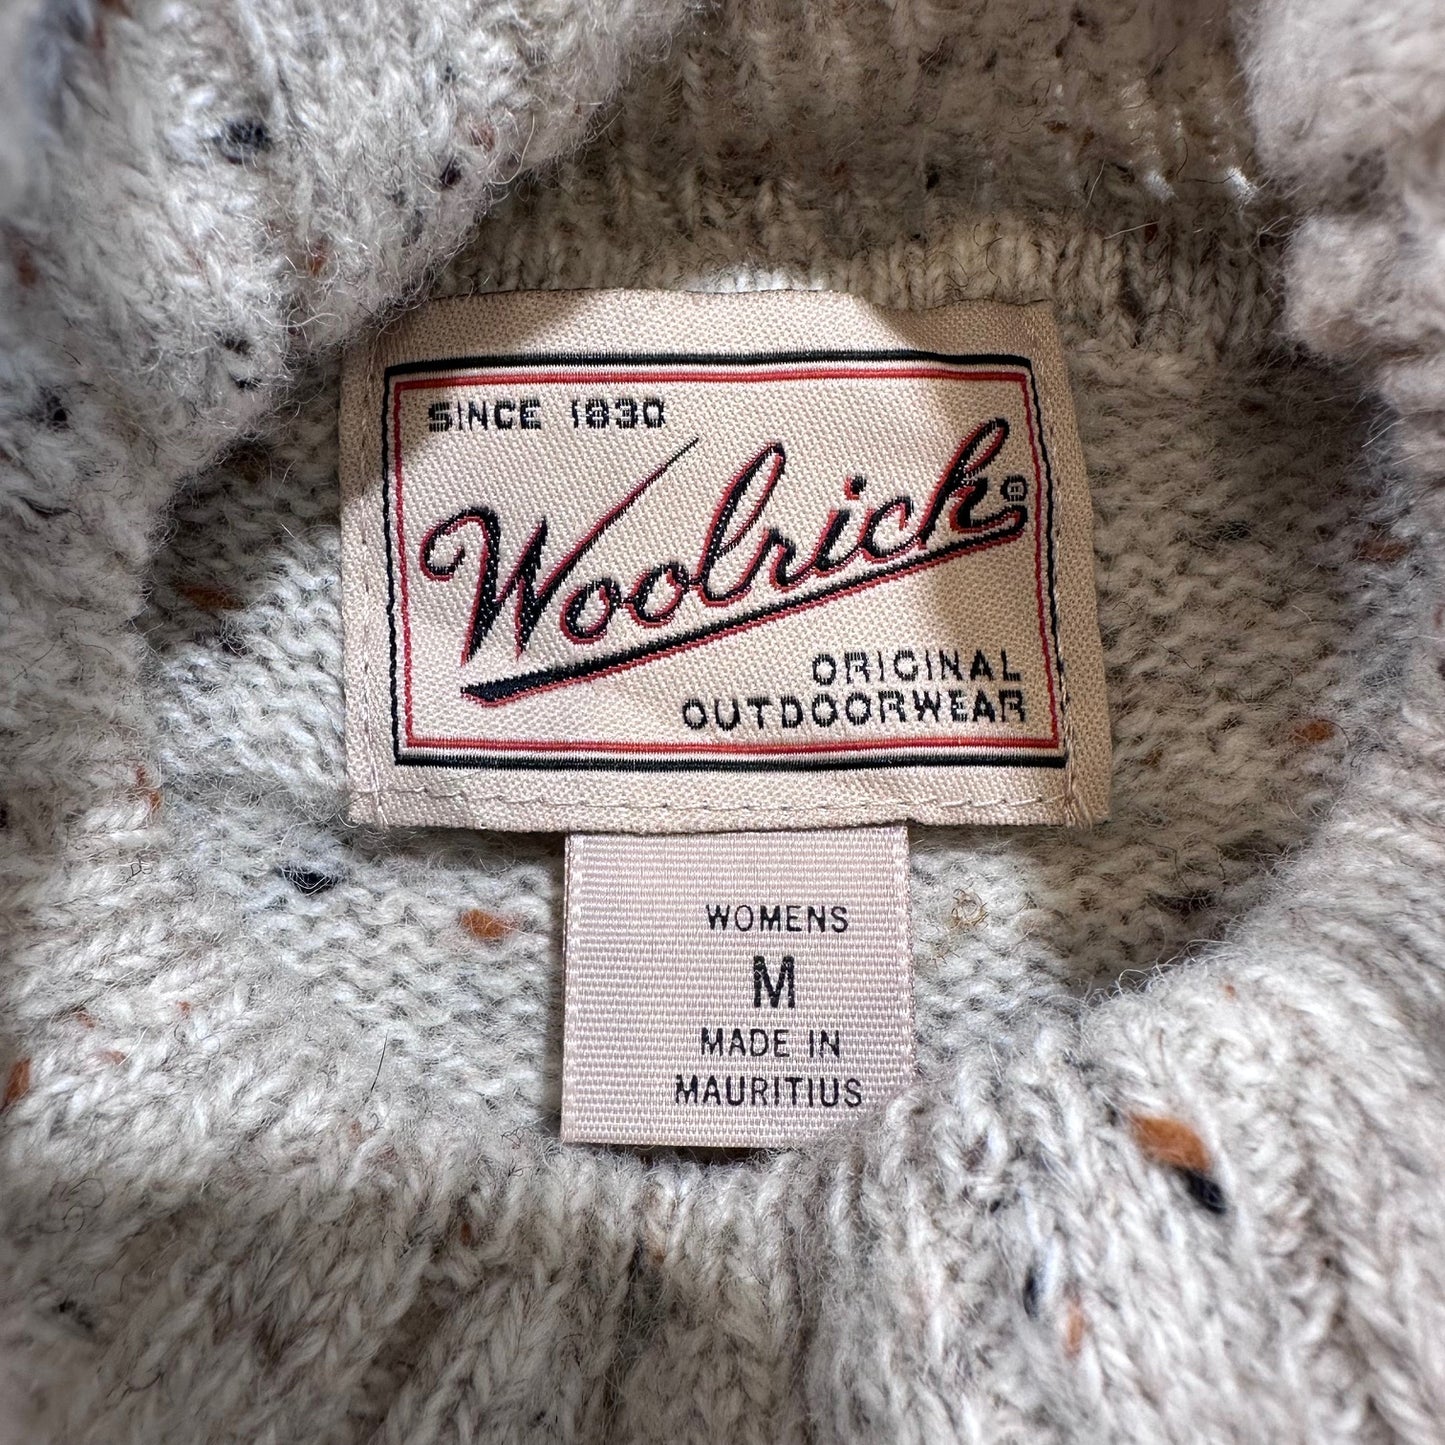 SINCE 1830
Woolrich®
ORIGINAL
OUTDOORWEAR
WOMENS
M
MADE IN
MAURITIUS